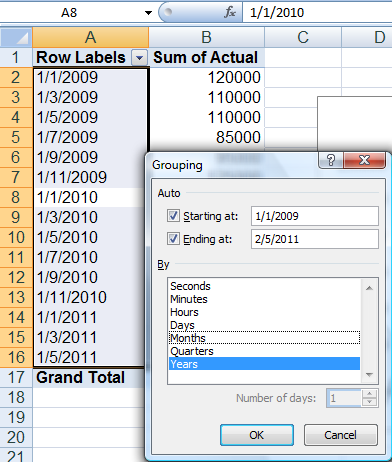 A8 fx 1/1/2010
A B C D
1 Row Labels Sum of Actual
2 1/1/2009 120000
3 1/3/2009 110000
4 1/5/2009 110000
5 1/7/2009 85000
6 1/9/2009
7 1/11/2009
8 1/1/2010
9 1/3/2010
10 1/5/2010
11 1/7/2010
12 1/9/2010
13 1/11/2010
14 1/1/2011
15 1/3/2011
16 1/5/2011
17 Grand Total
18
19
20
21
Grouping ? X
Auto
Starting at: 1/1/2009
Ending at: 2/5/2011
By
Seconds
Minutes
Hours
Days
Months
Quarters
Years
Number of days: 1
OK Cancel